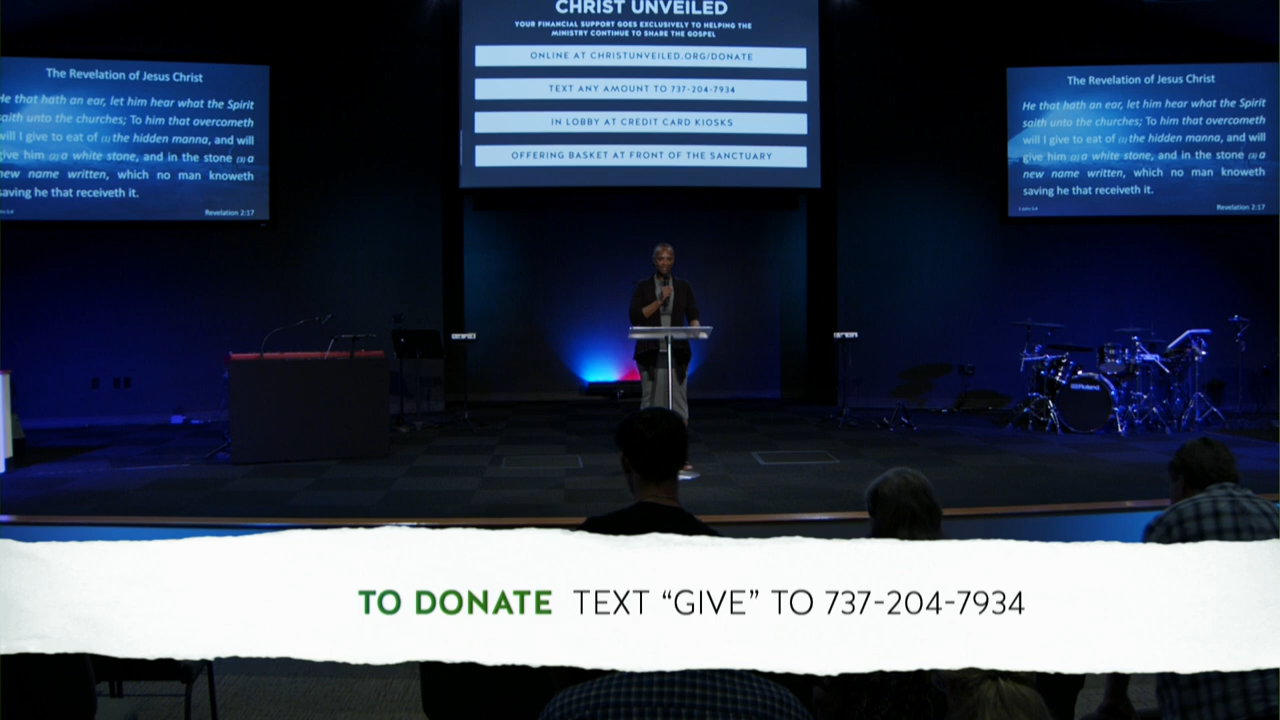 CHRIST UNVEILED
YOUR FINANCIAL SUPPORT GOES EXCLUSIVELY TO HELPING THE
MINISTRY CONTINUE TO SHARE THE GOSPEL
ONLINE AT CHRISTUNVEILED.ORG/DONATE
TEXT ANY AMOUNT TO 737-204-7934
IN LOBBY AT CREDIT CARD KIOSKS
OFFERING BASKET AT FRONT OF THE SANCTUARY
The Revelation of Jesus Christ
He that hath an ear, let him hear what the Spirit
saith unto the churches; To him that overcometh
will I give to eat of (1) the hidden manna, and will
give him (2) a white stone, and in the stone (3) a
new name written, which no man knoweth
saving he that receiveth it.
Revelation 2:17
The Revelation of Jesus Christ
He that hath an ear, let him hear what the Spirit
saith unto the churches; To him that overcometh
will I give to eat of (1) the hidden manna, and will
give him (2) a white stone, and in the stone (3) a
new name written, which no man knoweth
saving he that receiveth it.
Revelation 2:17
Roland
TO DONATE TEXT “GIVE” TO 737-204-7934